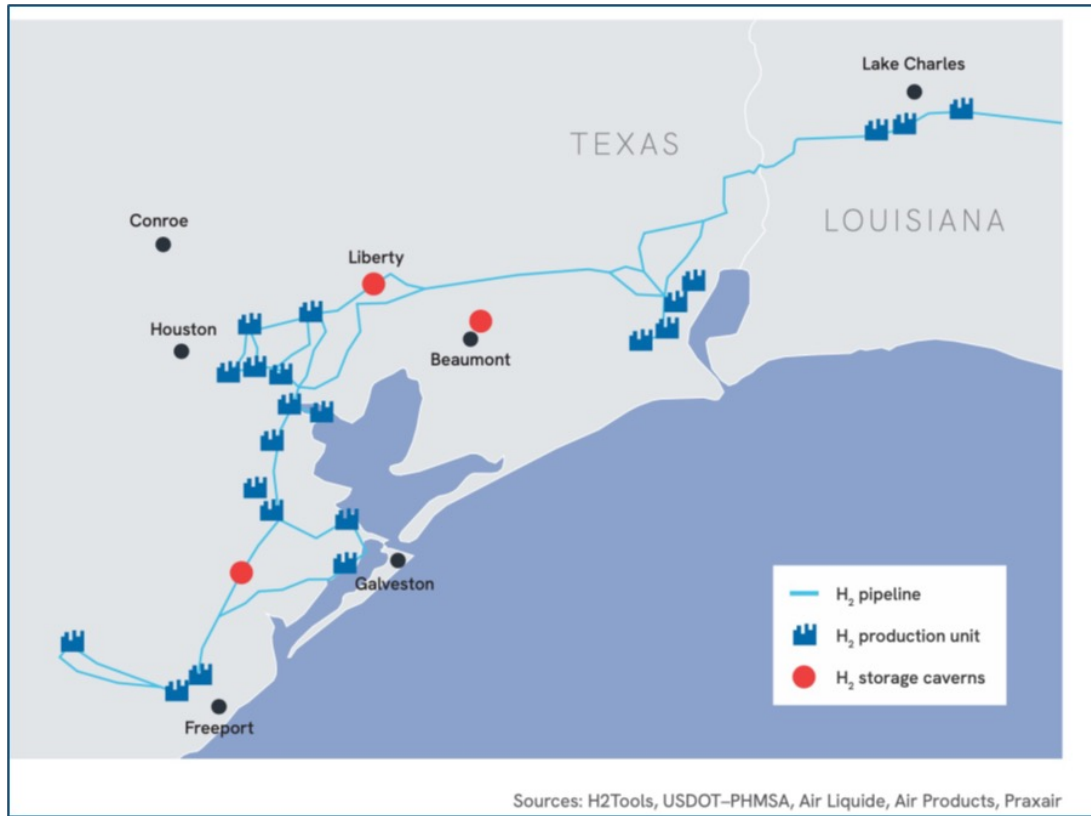 Lake Charles
TEXAS
LOUISIANA
Conroe
Liberty
Houston
Beaumont
Galveston
Freeport
H₂ pipeline
H₂ production unit
H₂ storage caverns
Sources: H2Tools, USDOT–PHMSA, Air Liquide, Air Products, Praxair